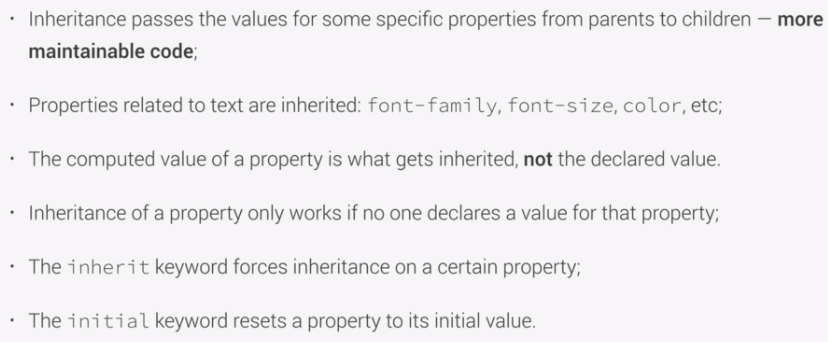 · Inheritance passes the values for some specific properties from parents to children — more
maintainable code;
· Properties related to text are inherited: font-family, font-size, color, etc;
· The computed value of a property is what gets inherited, not the declared value.
· Inheritance of a property only works if no one declares a value for that property;
· The inherit keyword forces inheritance on a certain property;
· The initial keyword resets a property to its initial value.